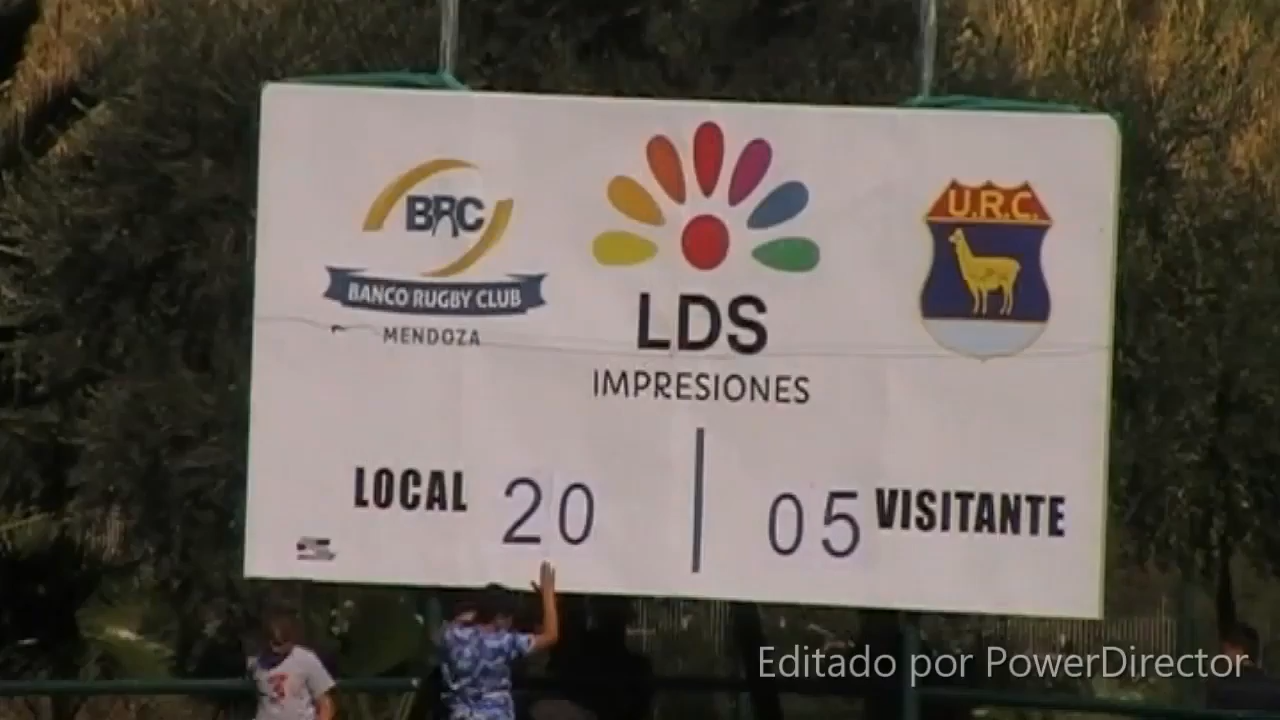 BRC
BANCO RUGBY CLUB
MENDOZA
LDS
IMPRESIONES
U.R.C.
LOCAL 20
05 VISITANTE
Editado por PowerDirector